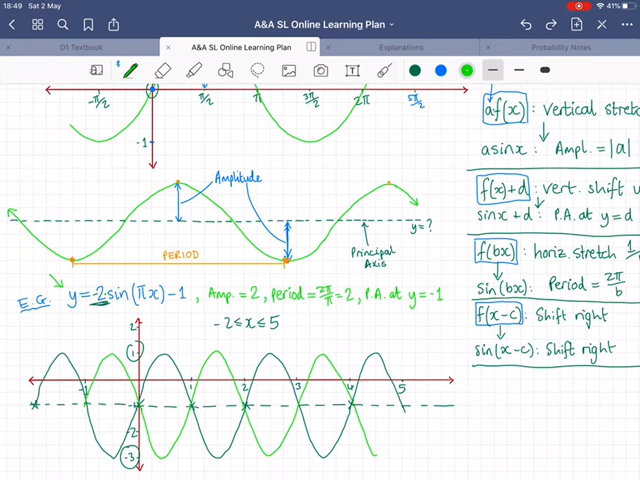 18:49 Sat 2 May
41%
A&A SL Online Learning Plan
D1 Textbook
A&A SL Online Learning Plan
Explanations
Probability Notes
-π/2
π/2
π
3π/2
2π
5π/2
-1
af(x) : vertical stretc
asinx : Ampl. = |a|
f(x)+d : vert. shift u
sinx+d : P.A. at y=d
f(bx) : horiz. stretch 1/
sin(bx) : Period = 2π/b
f(x-c) : Shift right
sin(x-c) : Shift right
Amplitude
y=?
PERIOD
Principal
Axis
E.G. y = -2sin(πx) - 1 , Amp = 2, Period = 2π/π = 2, P.A. at y = -1
-2 ≤ x ≤ 5
2
1
-1
1
2
3
4
5
-2
-3